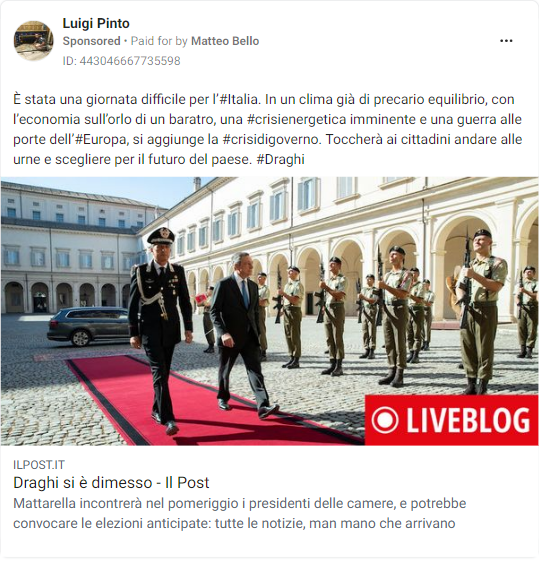 Luigi Pinto
Sponsored • Paid for by Matteo Bello
ID: 443046667735598
È stata una giornata difficile per l’#Italia. In un clima già di precario equilibrio, con
l’economia sull’orlo di un baratro, una #crisienergetica imminente e una guerra alle
porte dell’#Europa, si aggiunge la #crisidigoverno. Toccherà ai cittadini andare alle
urne e scegliere per il futuro del paese. #Draghi
LIVEBLOG
ILPOST.IT
Draghi si è dimesso - Il Post
Mattarella incontrerà nel pomeriggio i presidenti delle camere, e potrebbe
convocare le elezioni anticipate: tutte le notizie, man mano che arrivano